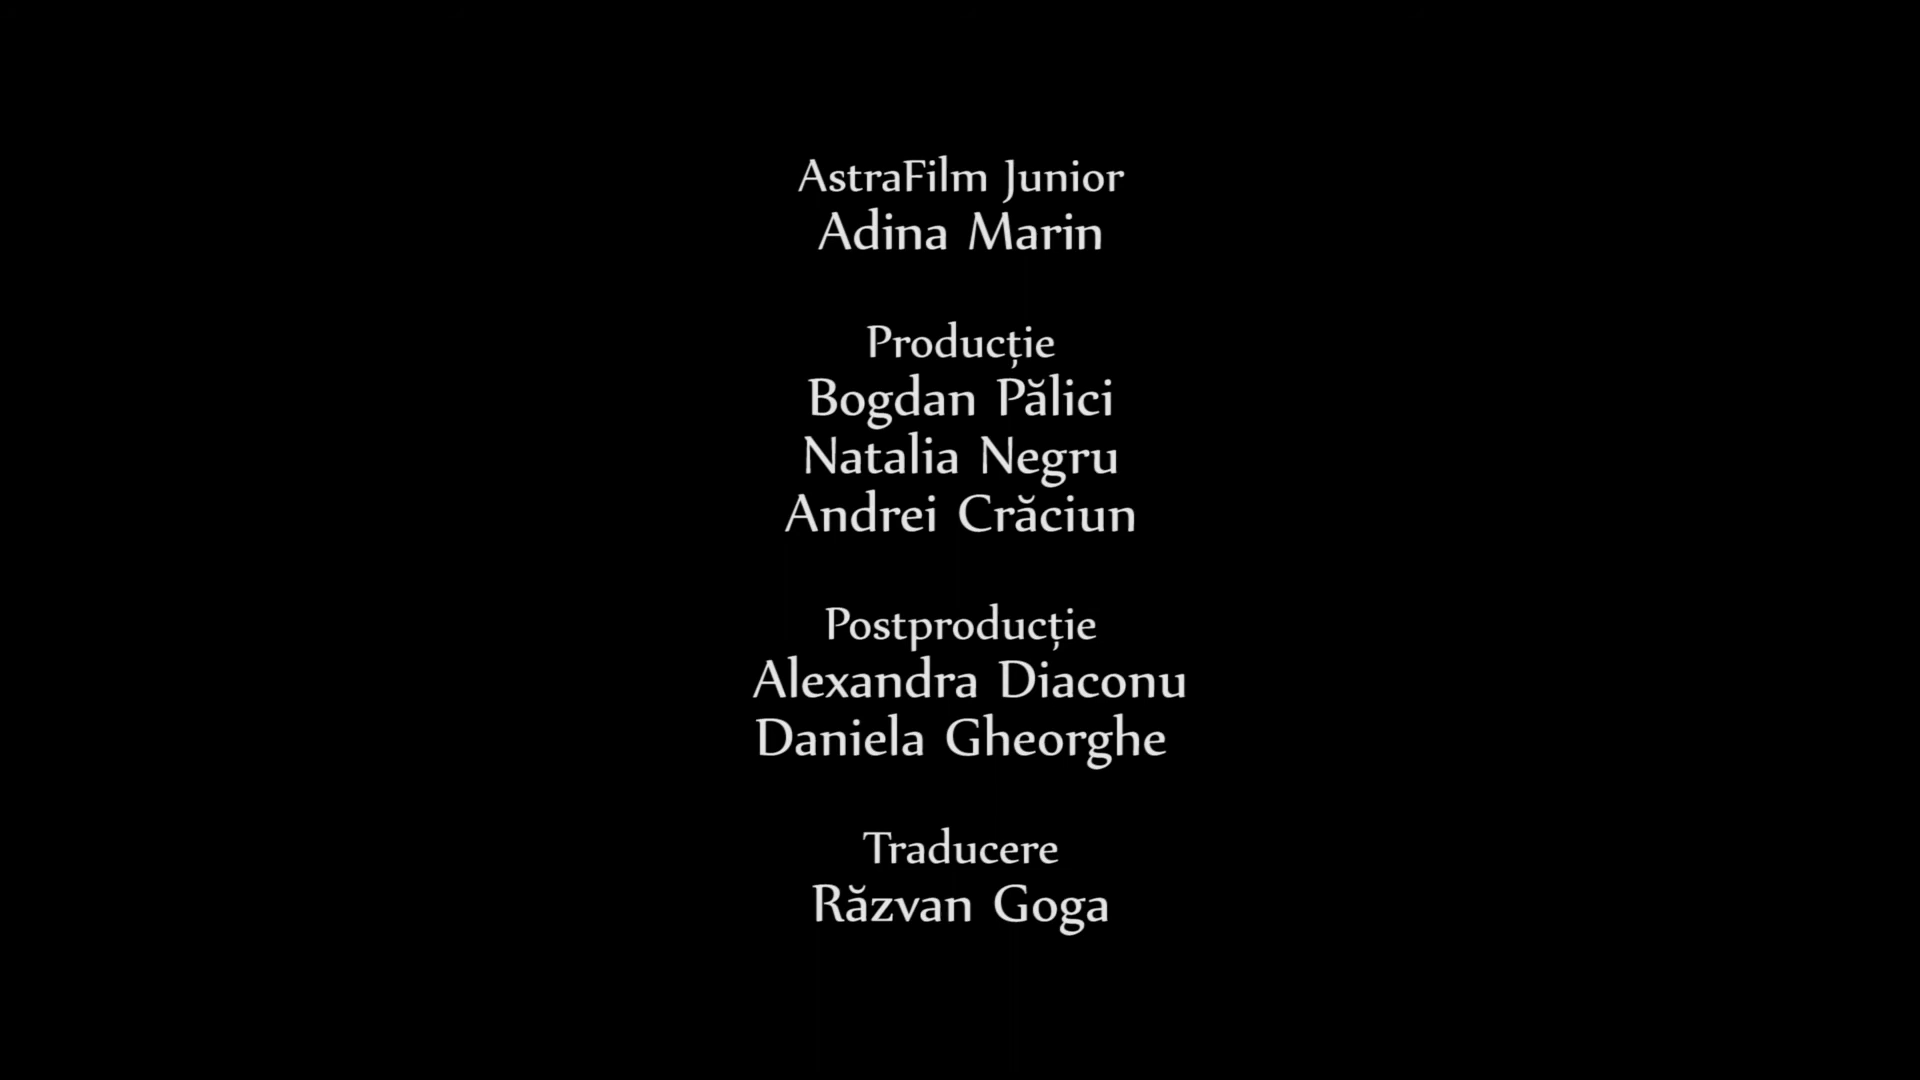 AstraFilm Junior
Adina Marin
Producție
Bogdan Pălici
Natalia Negru
Andrei Crăciun
Postproducție
Alexandra Diaconu
Daniela Gheorghe
Traducere
Răzvan Goga